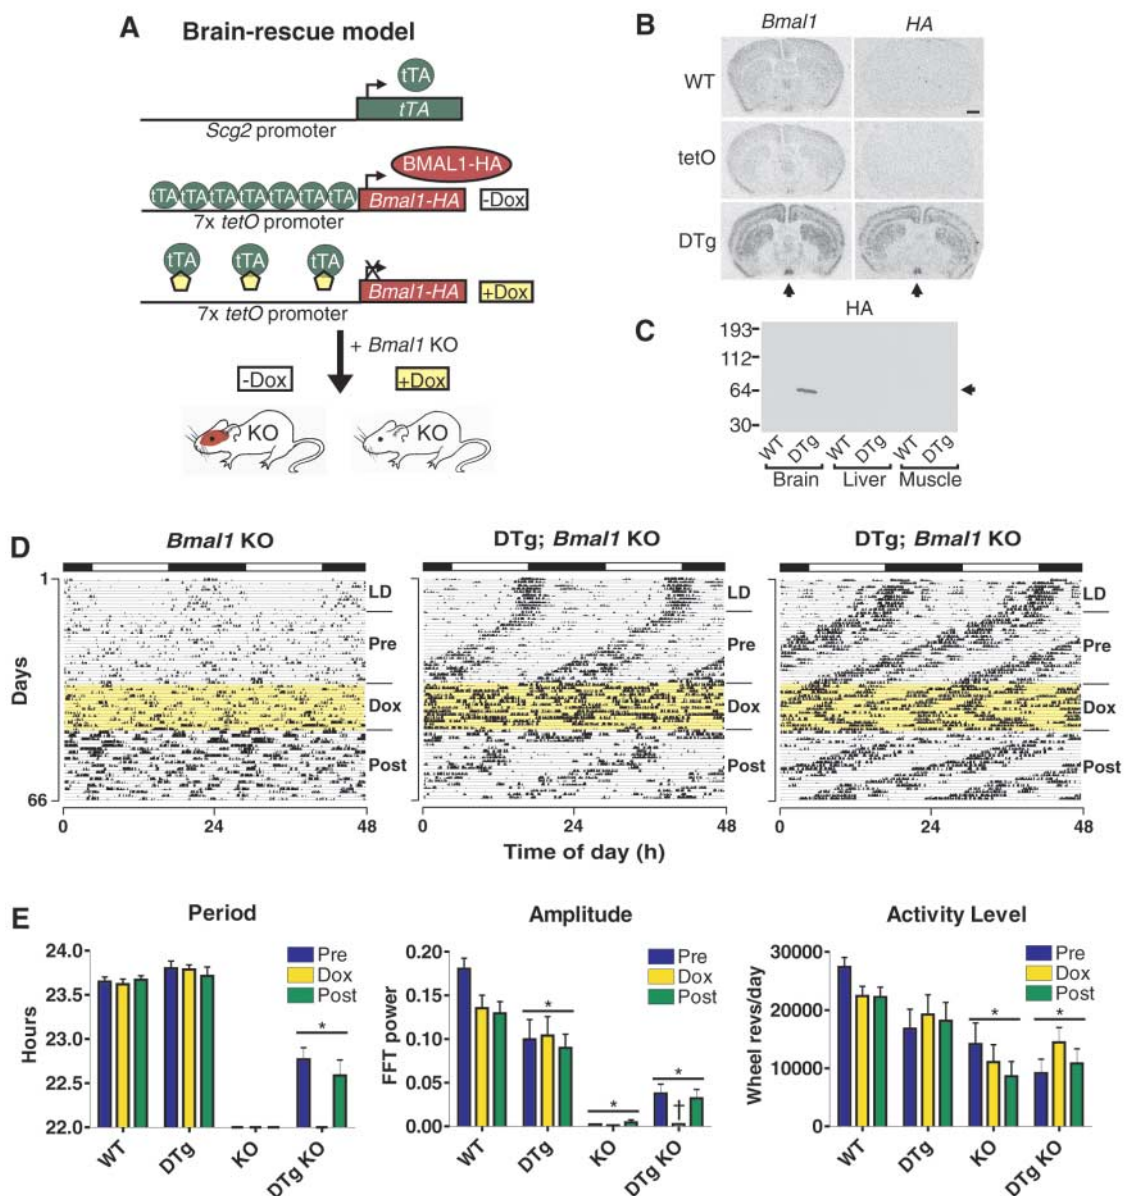 A Brain-rescue model
tTA
tTA
Scg2 promoter
BMAL1-HA
tTA tTA tTA tTA tTA tTA tTA
Bmal1-HA
-Dox
7x tetO promoter
tTA tTA tTA
X
Bmal1-HA
+Dox
7x tetO promoter
+ Bmal1 KO
-Dox
+Dox
KO
KO
B
Bmal1 HA
WT
tetO
DTg
C
HA
193
112
64
30
WT DTg WT DTg WT DTg
Brain Liver Muscle
D
Bmal1 KO
DTg; Bmal1 KO
DTg; Bmal1 KO
Days
1
66
LD
Pre
Dox
Post
0 24 48
LD
Pre
Dox
Post
0 24 48
LD
Pre
Dox
Post
0 24 48
Time of day (h)
E
Period
Hours
24.0
23.5
23.0
22.5
22.0
Pre
Dox
Post
*
WT DTg KO DTg KO
Amplitude
FFT power
0.20
0.15
0.10
0.05
0.00
Pre
Dox
Post
*
*
*
†
WT DTg KO DTg KO
Activity Level
Wheel revs/day
30000
20000
10000
0
Pre
Dox
Post
*
*
WT DTg KO DTg KO